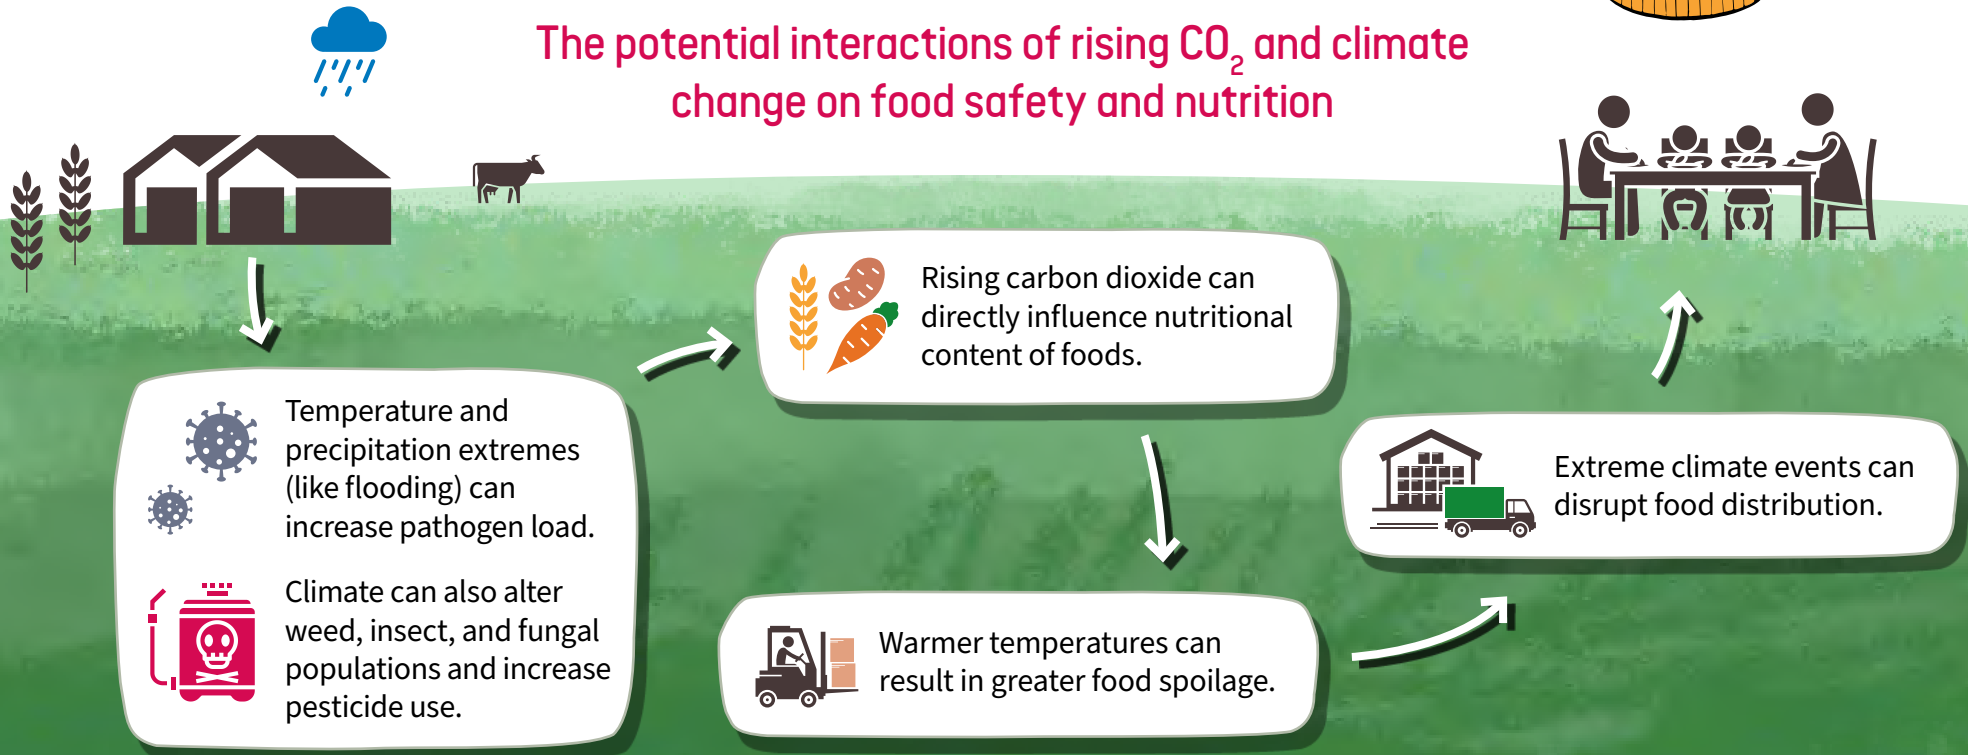 The potential interactions of rising CO₂ and climate
change on food safety and nutrition
Temperature and
precipitation extremes
(like flooding) can
increase pathogen load.
Climate can also alter
weed, insect, and fungal
populations and increase
pesticide use.
Rising carbon dioxide can
directly influence nutritional
content of foods.
Warmer temperatures can
result in greater food spoilage.
Extreme climate events can
disrupt food distribution.